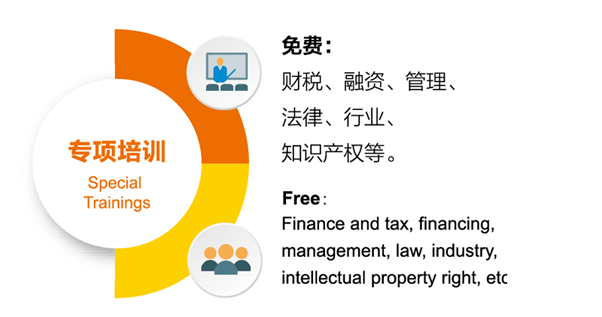 专项培训
Special
Trainings
免费：
财税、融资、管理、
法律、行业、
知识产权等。
Free：
Finance and tax, financing,
management, law, industry,
intellectual property right, etc